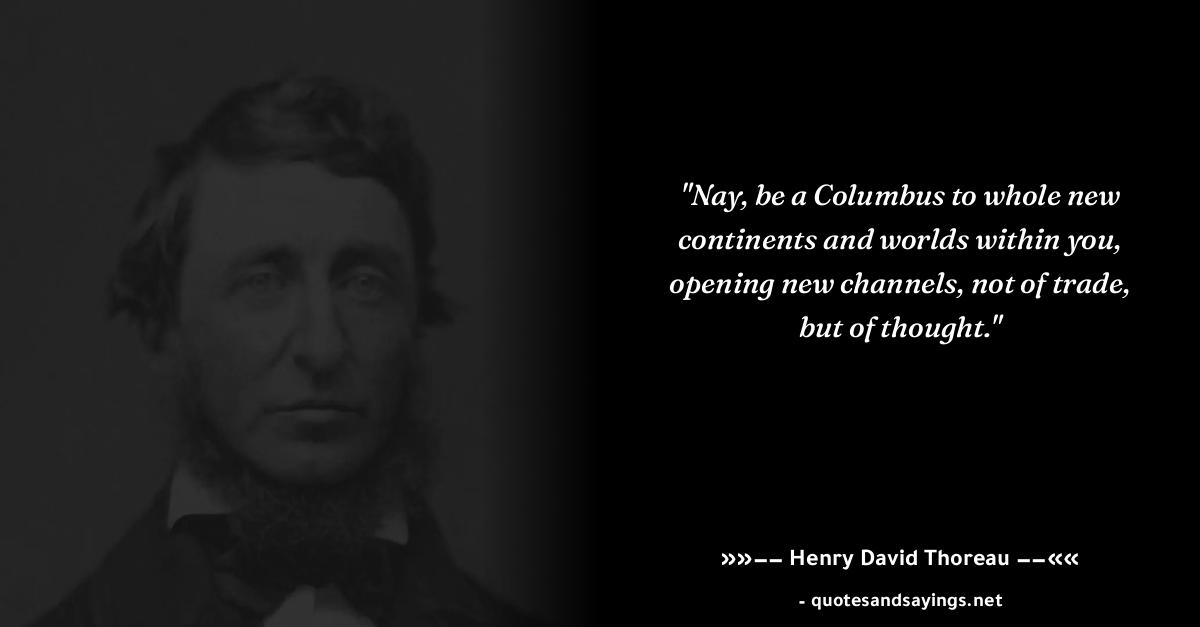 "Nay, be a Columbus to whole new
continents and worlds within you,
opening new channels, not of trade,
but of thought."
»»–– Henry David Thoreau ––««
- quotesandsayings.net